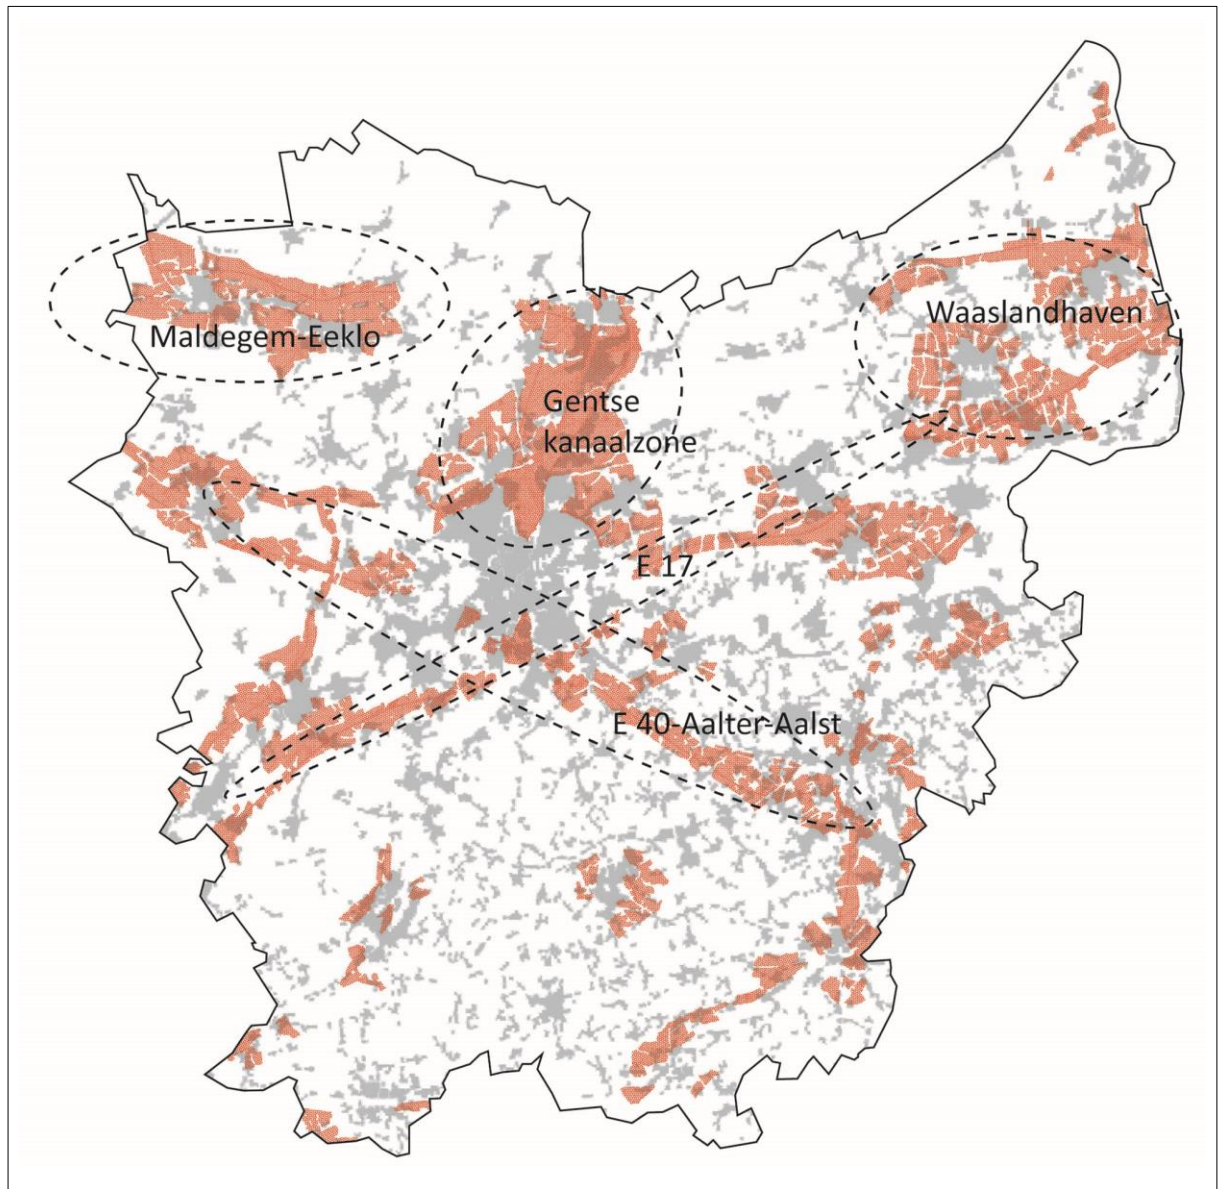 Maldegem-Eeklo
Waaslandhaven
Gentse
kanaalzone
E 17
E 40-Aalter-Aalst